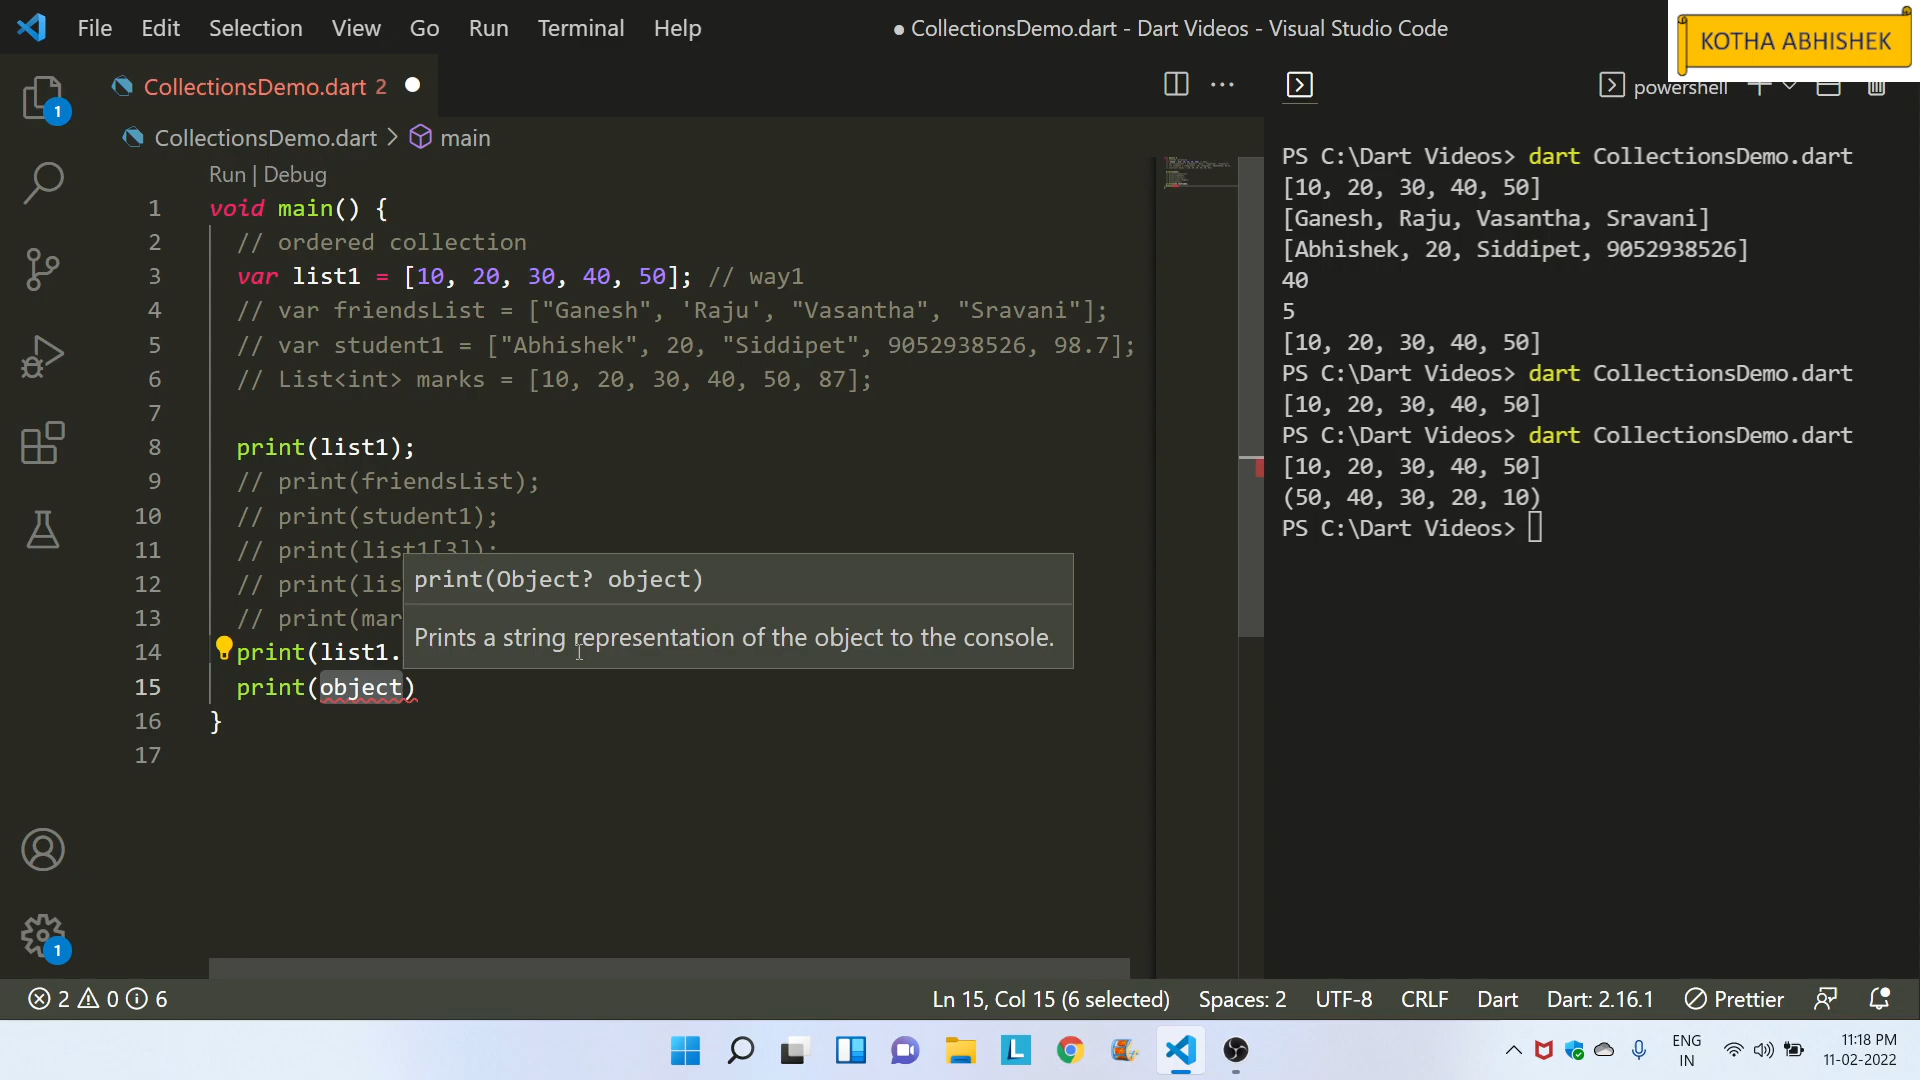 File Edit Selection View Go Run Terminal Help
● CollectionsDemo.dart - Dart Videos - Visual Studio Code
KOTHA ABHISHEK
CollectionsDemo.dart 2
powershell
CollectionsDemo.dart > main
Run | Debug
1 void main() {
2 // ordered collection
3 var list1 = [10, 20, 30, 40, 50]; // way1
4 // var friendsList = ["Ganesh", 'Raju', "Vasantha", "Sravani"];
5 // var student1 = ["Abhishek", 20, "Siddipet", 9052938526, 98.7];
6 // List<int> marks = [10, 20, 30, 40, 50, 87];
7
8 print(list1);
9 // print(friendsList);
10 // print(student1);
11 // print(list1[3]);
12 // print(lis
13 // print(mar
14 print(list1.
15 print(object)
16 }
17
print(Object? object)
Prints a string representation of the object to the console.
PS C:\Dart Videos> dart CollectionsDemo.dart
[10, 20, 30, 40, 50]
[Ganesh, Raju, Vasantha, Sravani]
[Abhishek, 20, Siddipet, 9052938526]
40
5
[10, 20, 30, 40, 50]
PS C:\Dart Videos> dart CollectionsDemo.dart
[10, 20, 30, 40, 50]
PS C:\Dart Videos> dart CollectionsDemo.dart
[10, 20, 30, 40, 50]
(50, 40, 30, 20, 10)
PS C:\Dart Videos>
1
1
2 0 6
Ln 15, Col 15 (6 selected) Spaces: 2 UTF-8 CRLF Dart Dart: 2.16.1 Prettier
L
ENG
IN
11:18 PM
11-02-2022